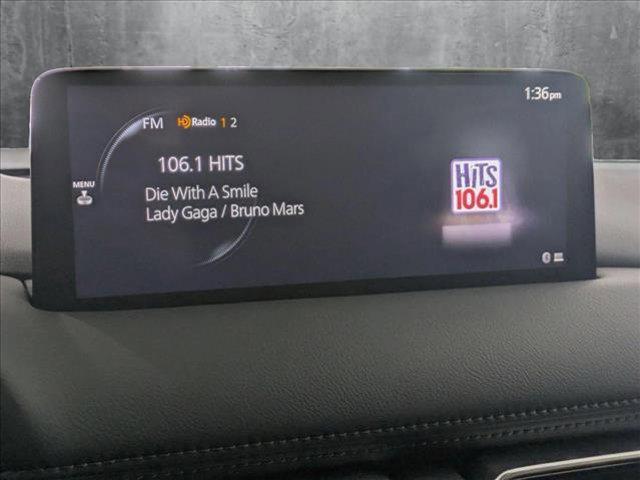 1:36pm
FM HD Radio 1 2
106.1 HITS
MENU
Die With A Smile
Lady Gaga / Bruno Mars
HiTS
106.1